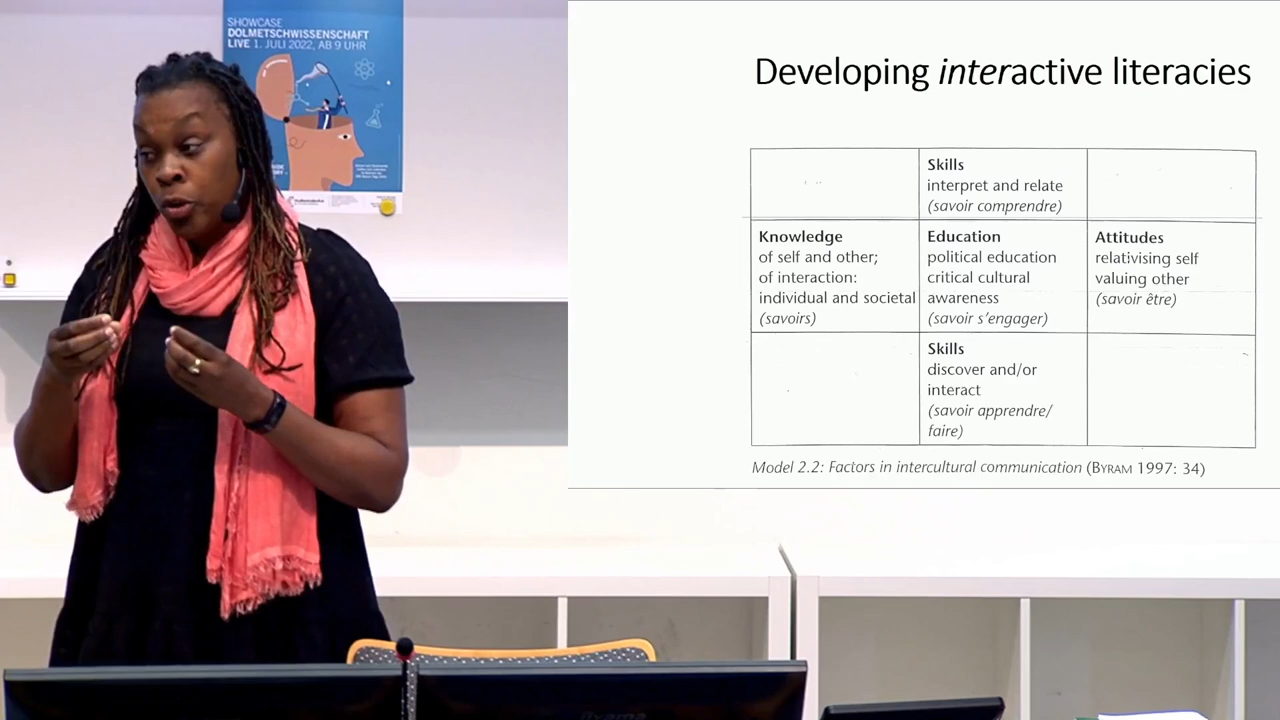 SHOWCASE
DOLMETSCHWISSENSCHAFT
LIVE 1. JULI 2022, AB 9 UHR
Developing interactive literacies
Skills
interpret and relate
(savoir comprendre)
Knowledge
of self and other;
of interaction:
individual and societal
(savoirs)
Education
political education
critical cultural
awareness
(savoir s'engager)
Attitudes
relativising self
valuing other
(savoir être)
Skills
discover and/or
interact
(savoir apprendre/
faire)
Model 2.2: Factors in intercultural communication (BYRAM 1997: 34)
iiyama